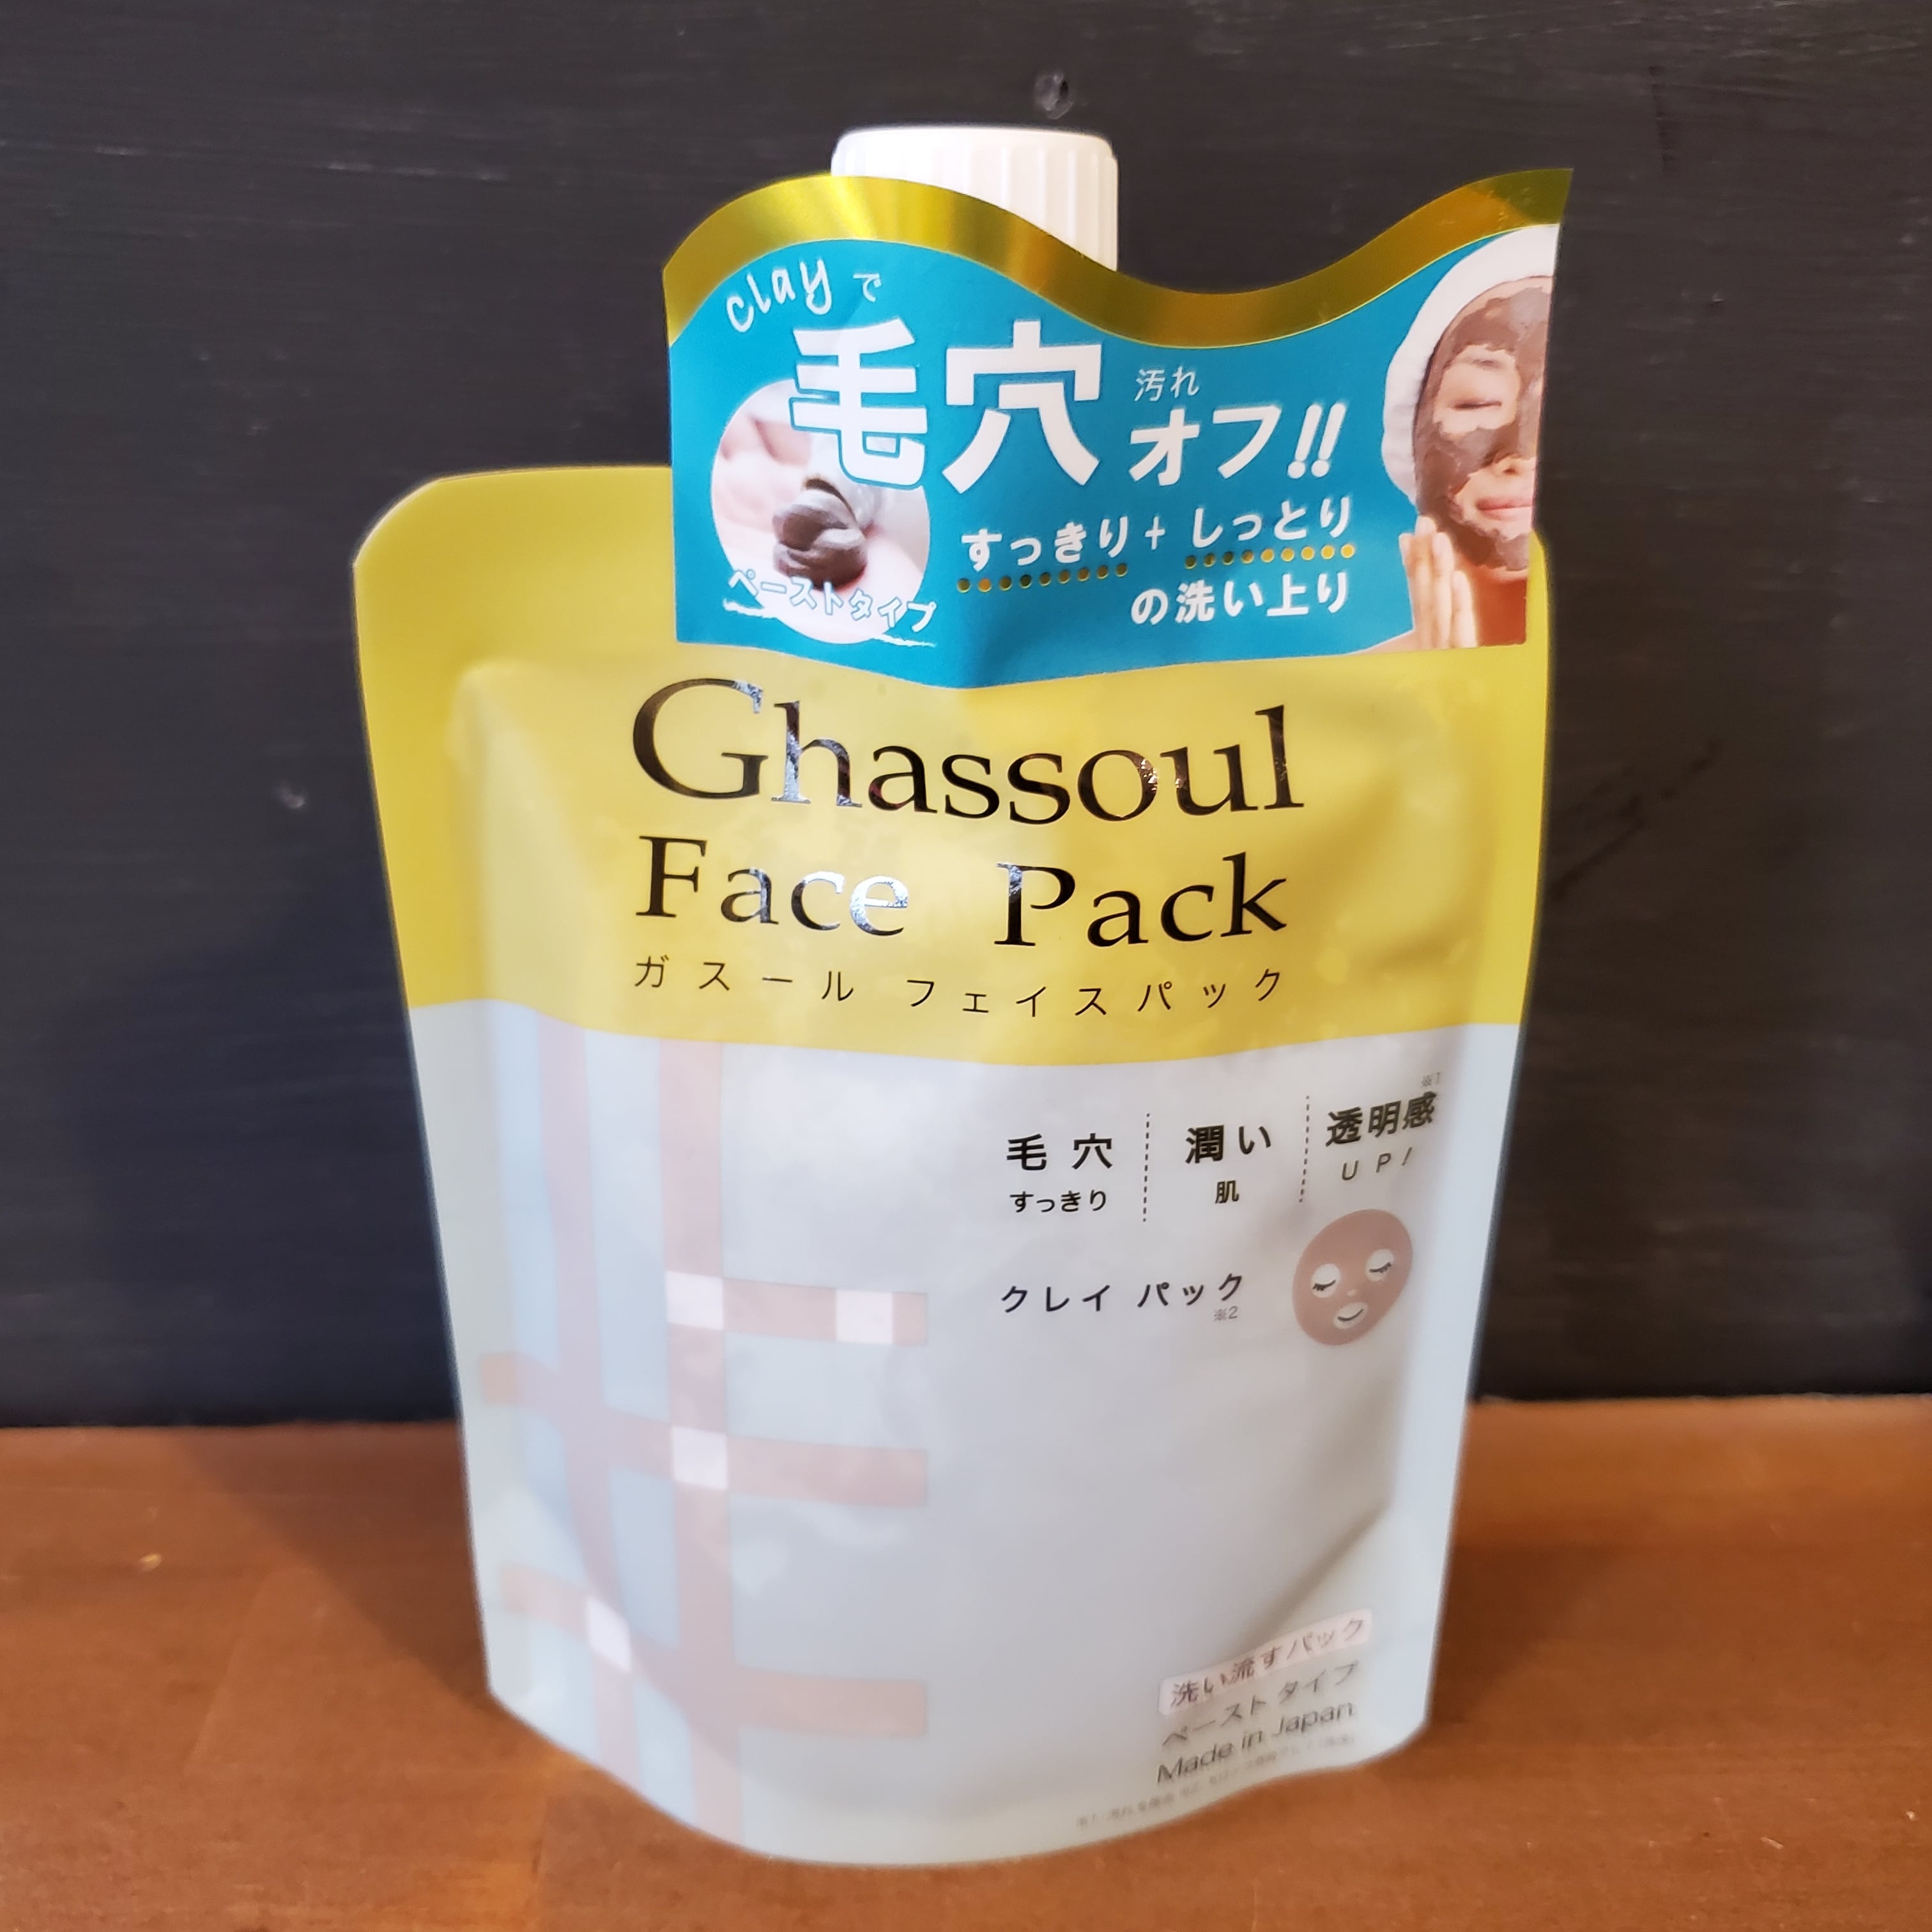 clay で
毛穴 汚れ オフ!!
ペーストタイプ
すっきり + しっとり
の洗い上り
Ghassoul
Face Pack
ガスール フェイスパック
毛穴 潤い 透明感 ※1
すっきり 肌 UP!
クレイ パック ※2
洗い流すパック
ペースト タイプ
Made in Japan